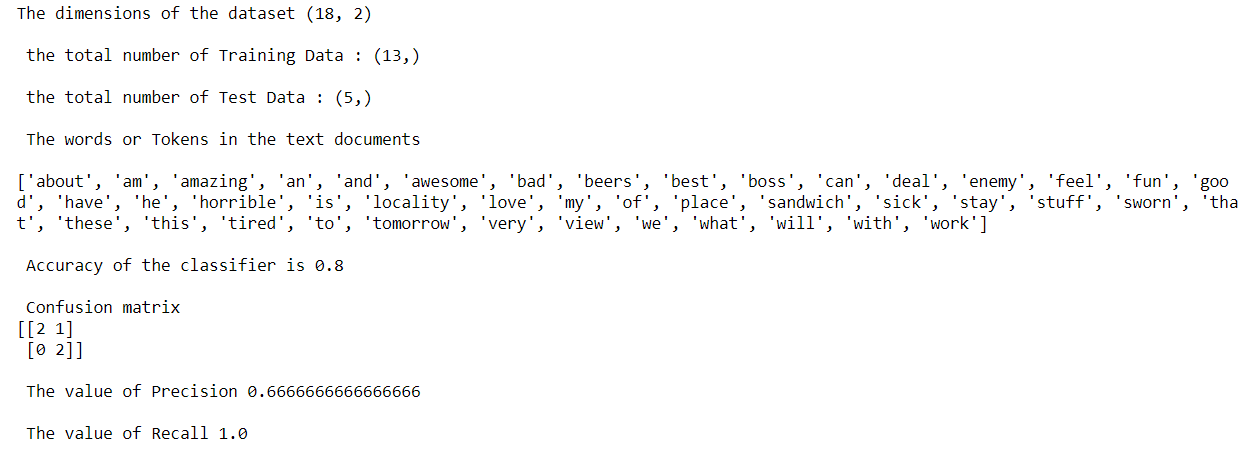 The dimensions of the dataset (18, 2)
the total number of Training Data : (13,)
the total number of Test Data : (5,)
The words or Tokens in the text documents
['about', 'am', 'amazing', 'an', 'and', 'awesome', 'bad', 'beers', 'best', 'boss', 'can', 'deal', 'enemy', 'feel', 'fun', 'goo
d', 'have', 'he', 'horrible', 'is', 'locality', 'love', 'my', 'of', 'place', 'sandwich', 'sick', 'stay', 'stuff', 'sworn', 'tha
t', 'these', 'this', 'tired', 'to', 'tomorrow', 'very', 'view', 'we', 'what', 'will', 'with', 'work']
Accuracy of the classifier is 0.8
Confusion matrix
[[2 1]
[0 2]]
The value of Precision 0.6666666666666666
The value of Recall 1.0